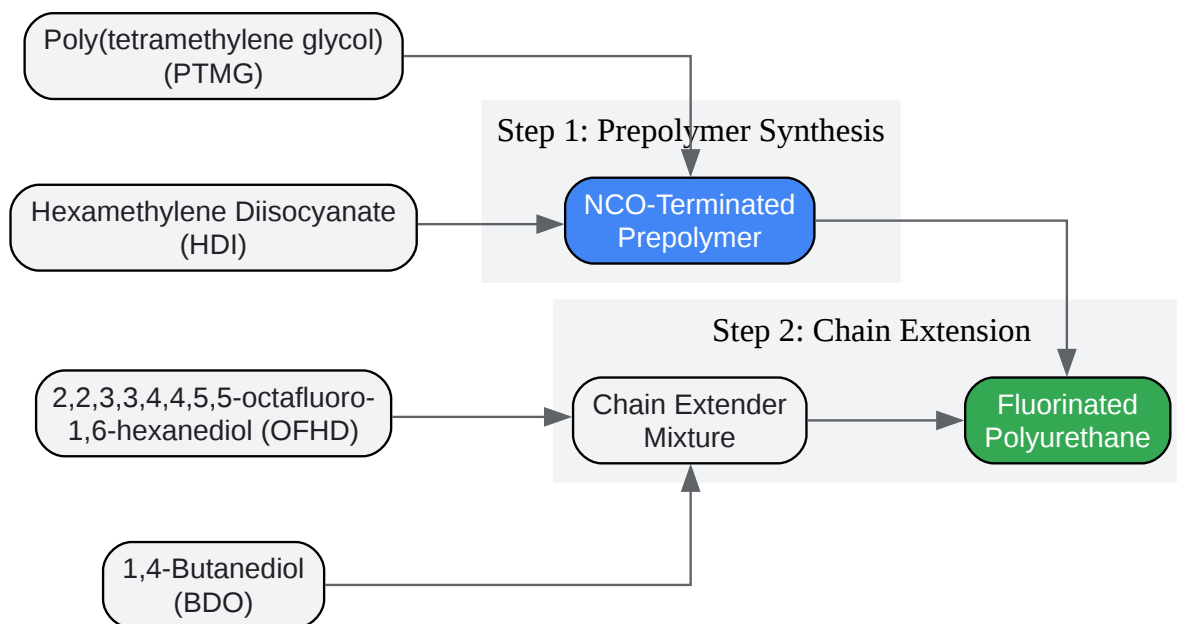 Poly(tetramethylene glycol)
(PTMG)
Step 1: Prepolymer Synthesis
Hexamethylene Diisocyanate
(HDI)
NCO-Terminated
Prepolymer
Step 2: Chain Extension
2,2,3,3,4,4,5,5-octafluoro-
1,6-hexanediol (OFHD)
Chain Extender
Mixture
Fluorinated
Polyurethane
1,4-Butanediol
(BDO)